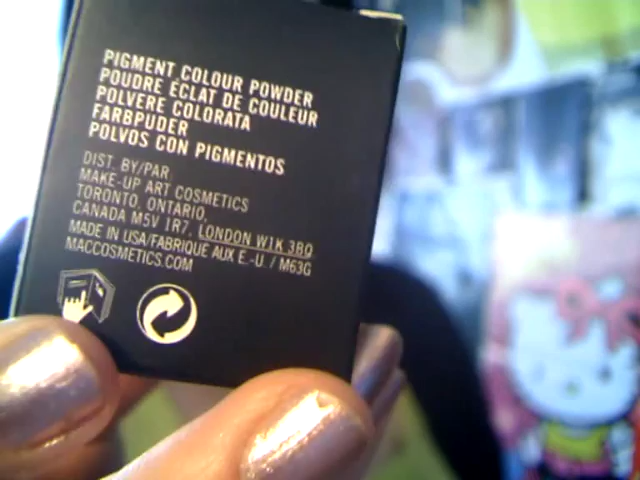 PIGMENT COLOUR POWDER
POUDRE ÉCLAT DE COULEUR
POLVERE COLORATA
FARBPUDER
POLVOS CON PIGMENTOS
DIST. BY/PAR
MAKE-UP ART COSMETICS
TORONTO, ONTARIO,
CANADA M5V 1R7, LONDON W1K 3BQ
MADE IN USA/FABRIQUÉ AUX E.-U. / M63G
MACCOSMETICS.COM